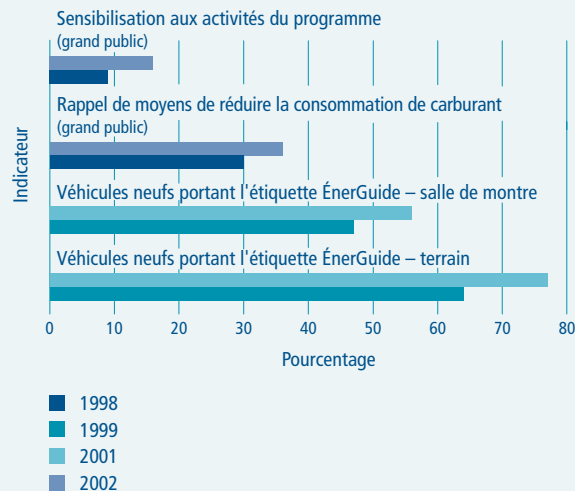 Sensibilisation aux activités du programme
(grand public)
Rappel de moyens de réduire la consommation de carburant
(grand public)
Véhicules neufs portant l'étiquette ÉnerGuide – salle de montre
Véhicules neufs portant l'étiquette ÉnerGuide – terrain
Indicateur
0 10 20 30 40 50 60 70 80
Pourcentage
1998
1999
2001
2002